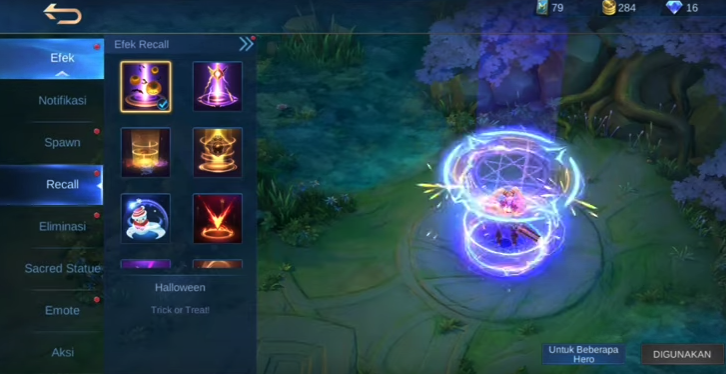 79
284
16
Efek
Efek Recall
Notifikasi
Spawn
Recall
Eliminasi
Sacred Statue
Emote
Aksi
Halloween
Trick or Treat!
Untuk Beberapa
Hero
DIGUNAKAN